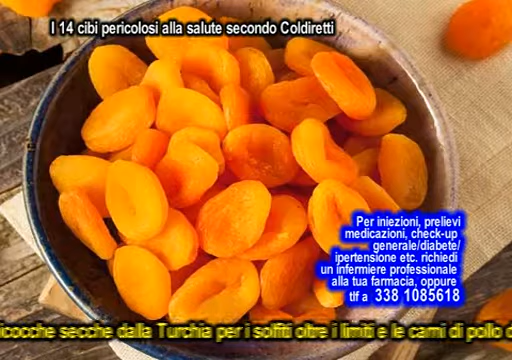 I 14 cibi pericolosi alla salute secondo Coldiretti
Per iniezioni, prelievi
medicazioni, check-up
generale/diabete/
ipertensione etc. richiedi
un infermiere professionale
alla tua farmacia, oppure
tlf a 338 1085618
icocche secche dalla Turchia per i solfiti oltre i limiti e le carni di pollo